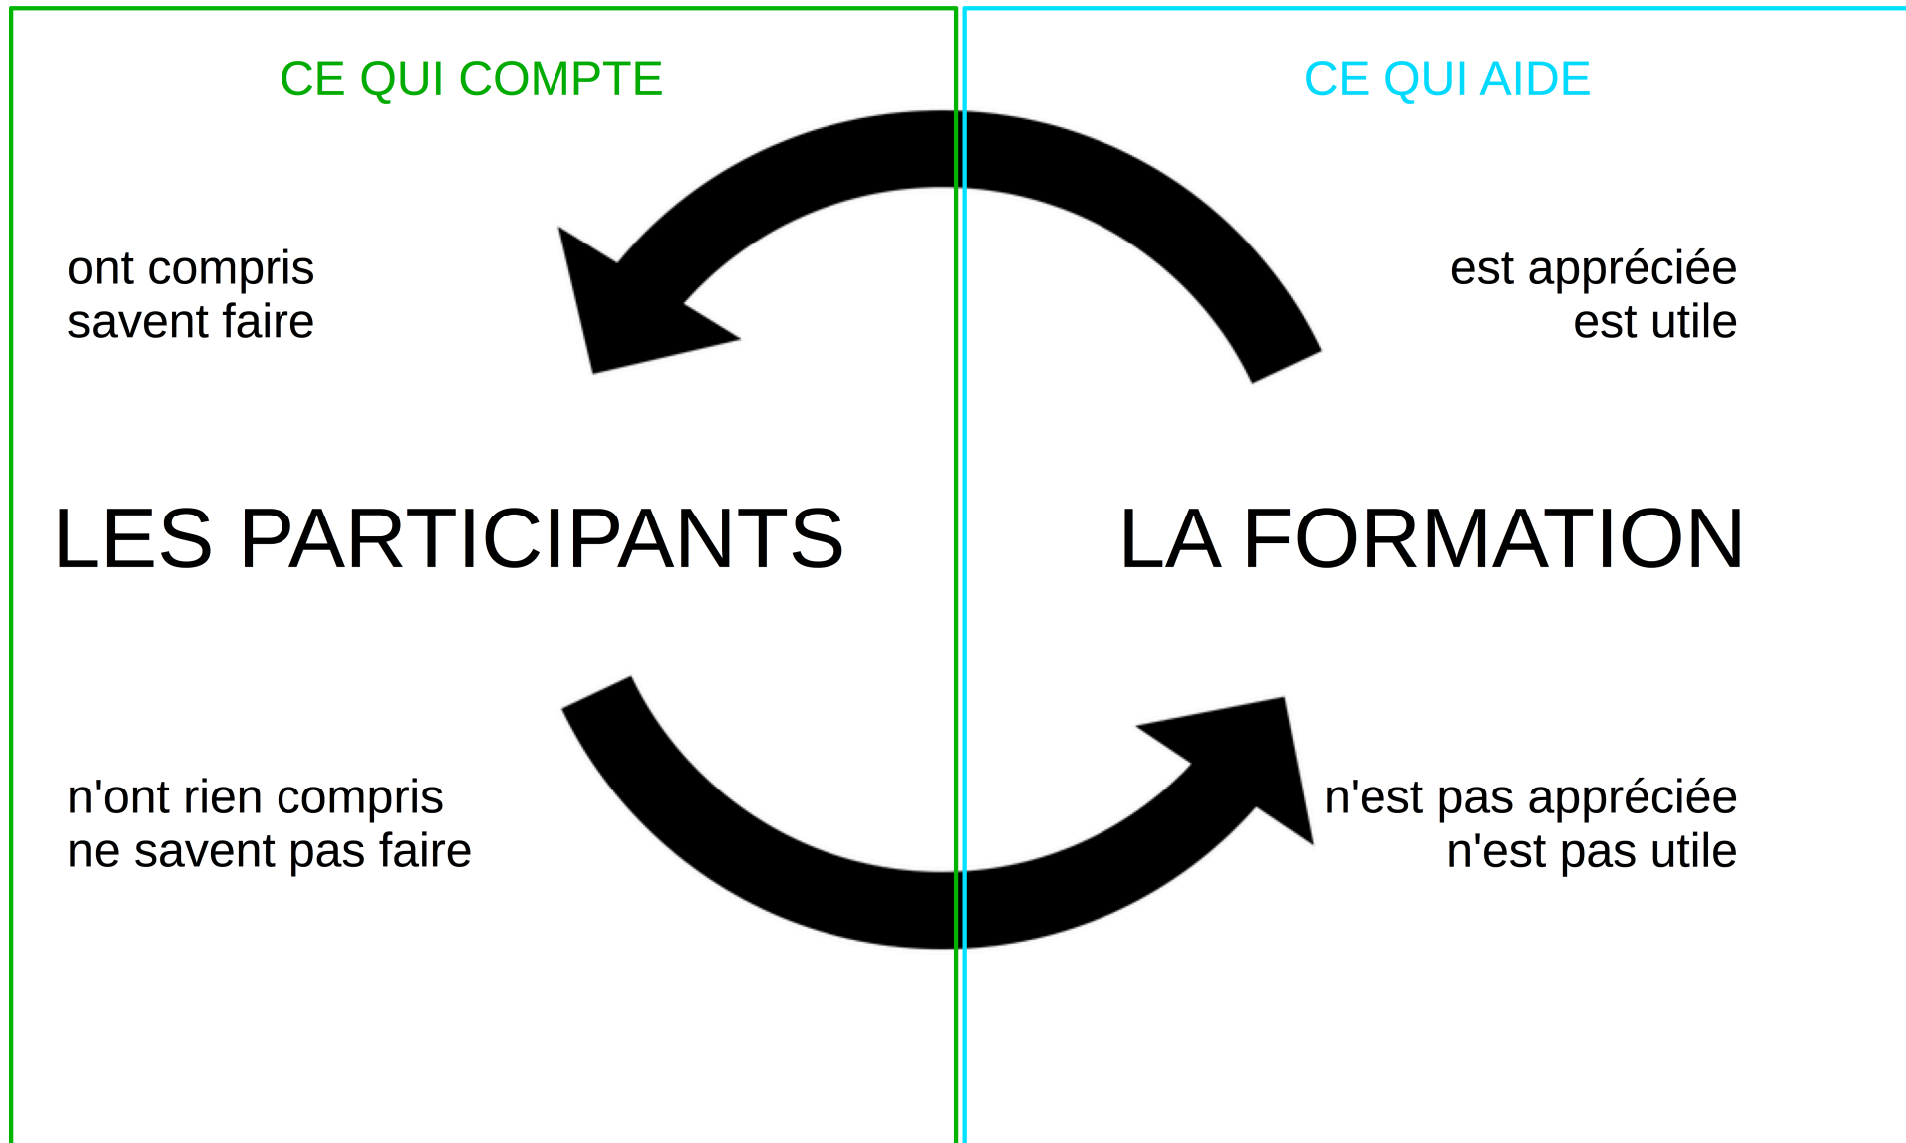 CE QUI COMPTE
CE QUI AIDE
ont compris
savent faire
est appréciée
est utile
LES PARTICIPANTS
LA FORMATION
n'ont rien compris
ne savent pas faire
n'est pas appréciée
n'est pas utile